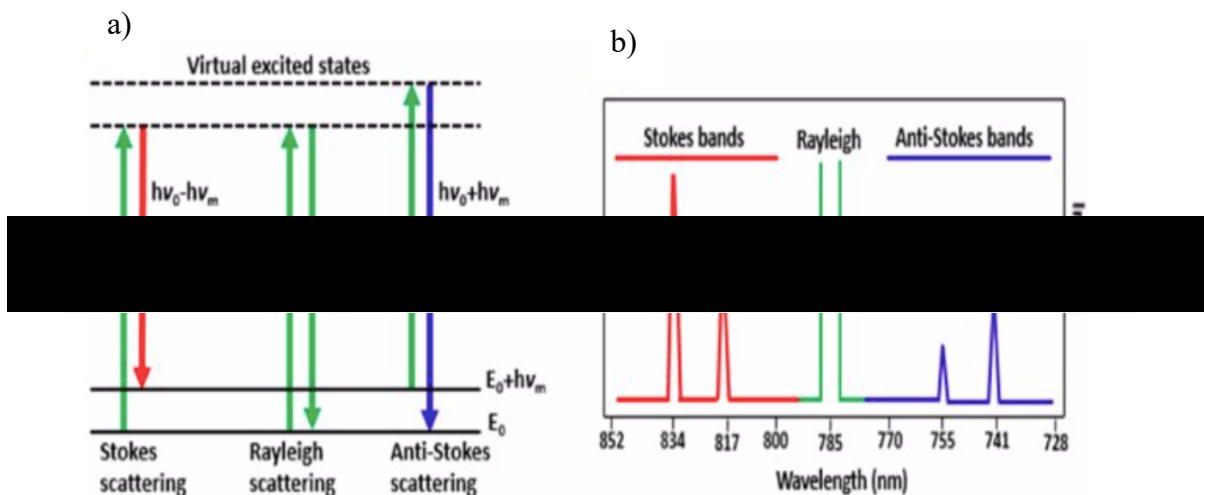 a)
Virtual excited states
hν₀-hνₘ
hν₀+hνₘ
E₀+hνₘ
E₀
Stokes
scattering
Rayleigh
scattering
Anti-Stokes
scattering
b)
Stokes bands
Rayleigh
Anti-Stokes bands
852 834 817 800 785 770 755 741 728
Wavelength (nm)